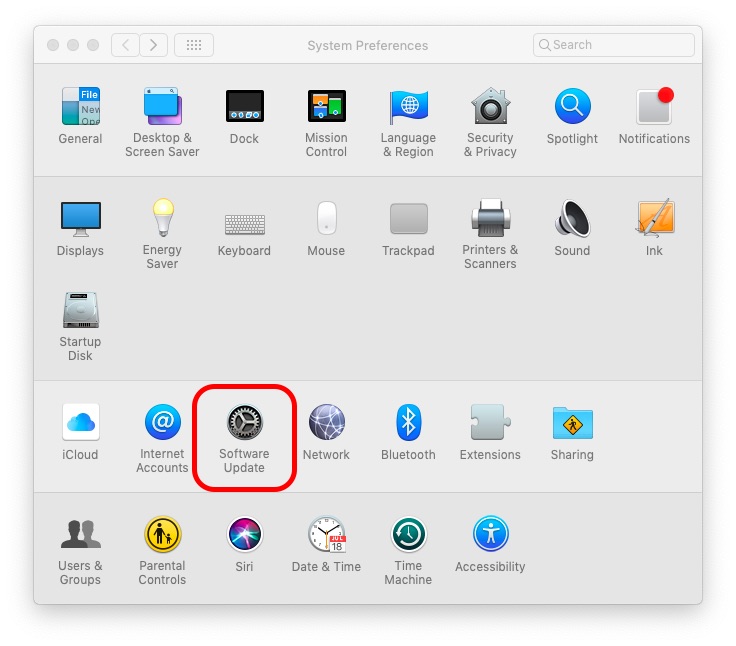 System Preferences
Search
File
New
Ope
General
Desktop &
Screen Saver
Dock
Mission
Control
Language
& Region
Security
& Privacy
Spotlight
Notifications
Displays
Energy
Saver
Keyboard
Mouse
Trackpad
Printers &
Scanners
Sound
Ink
Startup
Disk
@
iCloud
Internet
Accounts
Software
Update
Network
Bluetooth
Extensions
Sharing
JUL
18
Users &
Groups
Parental
Controls
Siri
Date & Time
Time
Machine
Accessibility